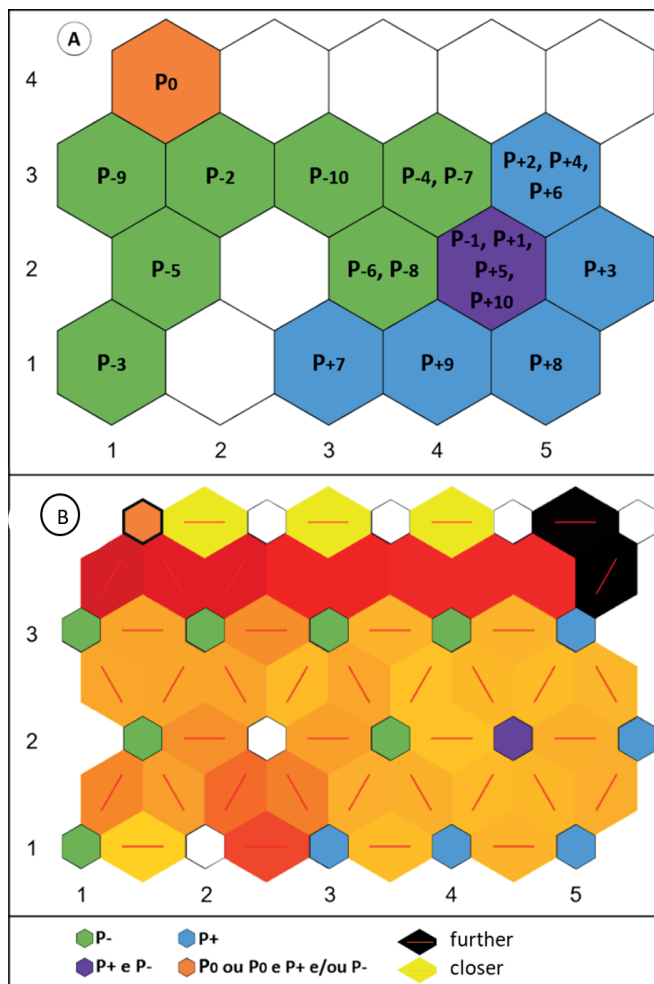 A
4
P0
3
P-9 P-2 P-10 P-4, P-7 P+2, P+4,
P+6
2
P-5 P-6, P-8 P-1, P+1,
P+5,
P+10 P+3
1
P-3 P+7 P+9 P+8
1 2 3 4 5
B
3
2
1
1 2 3 4 5
P- P+ further
P+ e P- P0 ou P0 e P+ e/ou P- closer